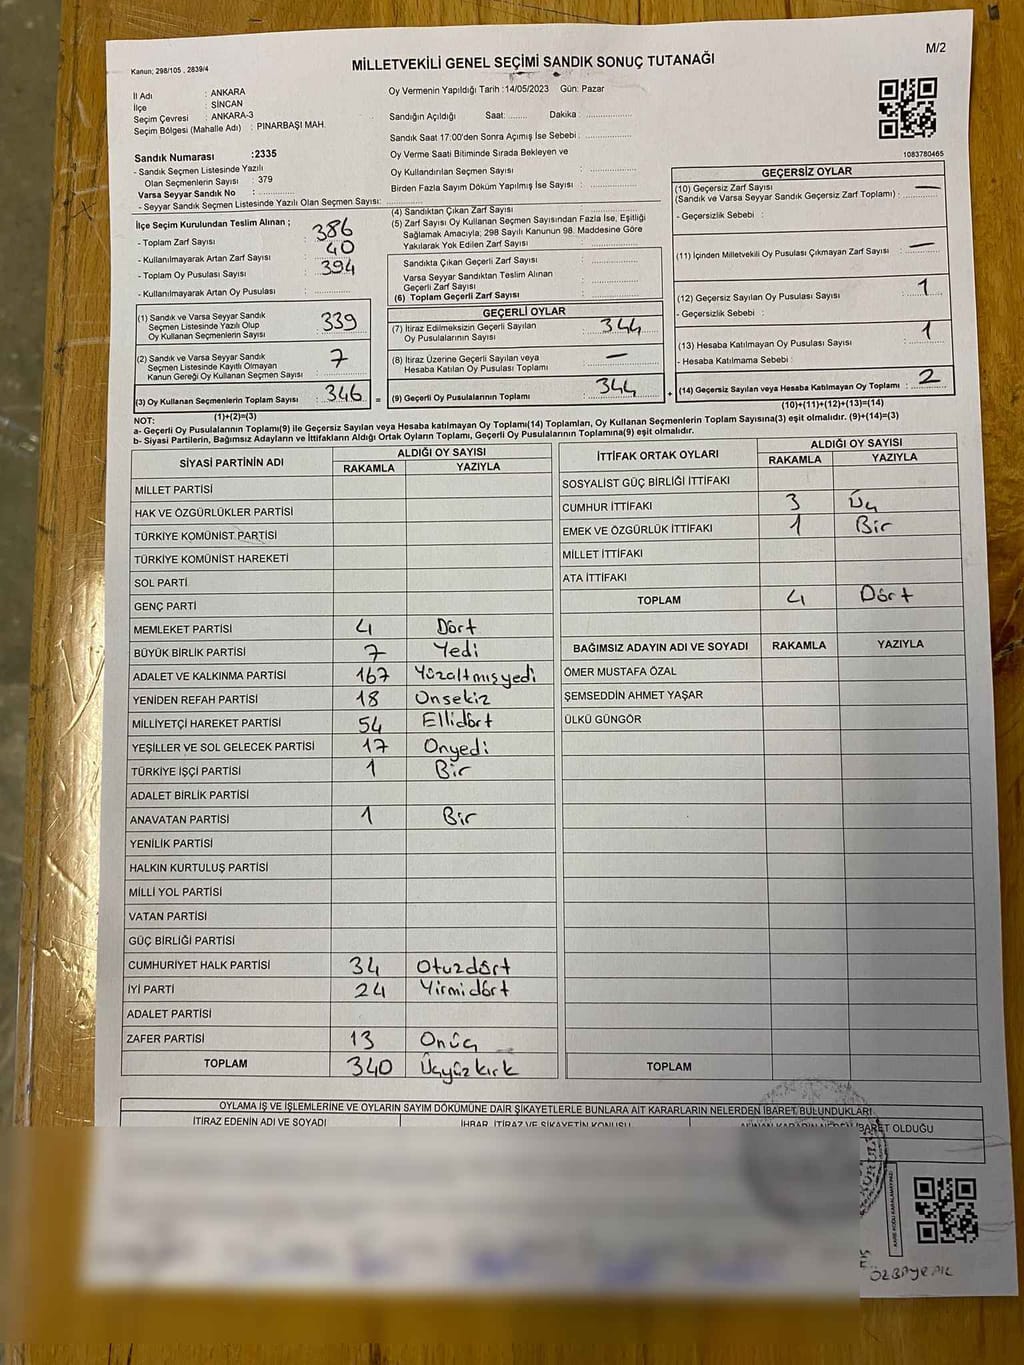 M/2
Kanun; 298/105 , 2839/4
MİLLETVEKİLİ GENEL SEÇİMİ SANDIK SONUÇ TUTANAĞI
İl Adı : ANKARA
İlçe : SİNCAN
Seçim Çevresi : ANKARA-3
Seçim Bölgesi (Mahalle Adı) : PINARBAŞI MAH.
Sandık Numarası :2335
- Sandık Seçmen Listesinde Yazılı
Olan Seçmenlerin Sayısı : 379
Varsa Seyyar Sandık No :
- Seyyar Sandık Seçmen Listesinde Yazılı Olan Seçmen Sayısı:
Oy Vermenin Yapıldığı Tarih :14/05/2023 Gün: Pazar
Sandığın Açıldığı Saat: Dakika :
Sandık Saat 17:00'den Sonra Açımış İse Sebebi :
Oy Verme Saati Bitiminde Sırada Bekleyen ve
Oy Kullandırılan Seçmen Sayısı :
Birden Fazla Sayım Döküm Yapılmış İse Sayısı :
1083780465
İlçe Seçim Kurulundan Teslim Alınan ;
- Toplam Zarf Sayısı : 386
- Kullanılmayarak Artan Zarf Sayısı : 40
- Toplam Oy Pusulası Sayısı : 394
- Kullanılmayarak Artan Oy Pusulası :
(1) Sandık ve Varsa Seyyar Sandık
Seçmen Listesinde Yazılı Olup
Oy Kullanan Seçmenlerin Sayısı : 339
(2) Sandık ve Varsa Seyyar Sandık
Seçmen Listesinde Kayıtlı Olmayan
Kanun Gereği Oy Kullanan Seçmen Sayısı : 7
(3) Oy Kullanan Seçmenlerin Toplam Sayısı : 346 =
(1)+(2)=(3)
(4) Sandıktan Çıkan Zarf Sayısı :
(5) Zarf Sayısı Oy Kullanan Seçmen Sayısından Fazla İse, Eşitliği
Sağlamak Amacıyla; 298 Sayılı Kanunun 98. Maddesine Göre
Yakılarak Yok Edilen Zarf Sayısı :
Sandıkta Çıkan Geçerli Zarf Sayısı :
Varsa Seyyar Sandıktan Teslim Alınan
Geçerli Zarf Sayısı :
(6) Toplam Geçerli Zarf Sayısı :
GEÇERLİ OYLAR
(7) İtiraz Edilmeksizin Geçerli Sayılan
Oy Pusulalarının Sayısı : 344
(8) İtiraz Üzerine Geçerli Sayılan veya
Hesaba Katılan Oy Pusulası Toplamı : —
(9) Geçerli Oy Pusulalarının Toplamı : 344 +
GEÇERSİZ OYLAR
(10) Geçersiz Zarf Sayısı
(Sandık ve Varsa Seyyar Sandık Geçersiz Zarf Toplamı) : —
- Geçersizlik Sebebi :
(11) İçinden Milletvekili Oy Pusulası Çıkmayan Zarf Sayısı : —
(12) Geçersiz Sayılan Oy Pusulası Sayısı : 1
- Geçersizlik Sebebi :
(13) Hesaba Katılmayan Oy Pusulası Sayısı : 1
- Hesaba Katılmama Sebebi :
(14) Geçersiz Sayılan veya Hesaba Katılmayan Oy Toplamı : 2
(10)+(11)+(12)+(13)=(14)
NOT:
a- Geçerli Oy Pusulalarının Toplamı(9) ile Geçersiz Sayılan veya Hesaba katılmayan Oy Toplamı(14) Toplamları, Oy Kullanan Seçmenlerin Toplam Sayısına(3) eşit olmalıdır. (9)+(14)=(3)
b- Siyasi Partilerin, Bağımsız Adayların ve İttifakların Aldığı Ortak Oyların Toplamı, Geçerli Oy Pusulalarının Toplamına(9) eşit olmalıdır.
SİYASİ PARTİNİN ADI ALDIĞI OY SAYISI
RAKAMLA YAZIYLA
MİLLET PARTİSİ
HAK VE ÖZGÜRLÜKLER PARTİSİ
TÜRKİYE KOMÜNİST PARTİSİ
TÜRKİYE KOMÜNİST HAREKETİ
SOL PARTİ
GENÇ PARTİ
MEMLEKET PARTİSİ 4 Dört
BÜYÜK BİRLİK PARTİSİ 7 Yedi
ADALET VE KALKINMA PARTİSİ 167 Yüzaltmışyedi
YENİDEN REFAH PARTİSİ 18 Onsekiz
MİLLİYETÇİ HAREKET PARTİSİ 54 Ellidört
YEŞİLLER VE SOL GELECEK PARTİSİ 17 Onyedi
TÜRKİYE İŞÇİ PARTİSİ 1 Bir
ADALET BİRLİK PARTİSİ
ANAVATAN PARTİSİ 1 Bir
YENİLİK PARTİSİ
HALKIN KURTULUŞ PARTİSİ
MİLLİ YOL PARTİSİ
VATAN PARTİSİ
GÜÇ BİRLİĞİ PARTİSİ
CUMHURİYET HALK PARTİSİ 34 Otuzdört
İYİ PARTİ 24 Yirmidört
ADALET PARTİSİ
ZAFER PARTİSİ 13 Onüç
TOPLAM 340 Üçyüzkırk
İTTİFAK ORTAK OYLARI ALDIĞI OY SAYISI
RAKAMLA YAZIYLA
SOSYALİST GÜÇ BİRLİĞİ İTTİFAKI
CUMHUR İTTİFAKI 3 Üç
EMEK VE ÖZGÜRLÜK İTTİFAKI 1 Bir
MİLLET İTTİFAKI
ATA İTTİFAKI
TOPLAM 4 Dört
BAĞIMSIZ ADAYIN ADI VE SOYADI RAKAMLA YAZIYLA
ÖMER MUSTAFA ÖZAL
ŞEMSEDDİN AHMET YAŞAR
ÜLKÜ GÜNGÖR
TOPLAM
OYLAMA İŞ VE İŞLEMLERİNE VE OYLARIN SAYIM DÖKÜMÜNE DAİR ŞİKAYETLERLE BUNLARA AİT KARARLARIN NELERDEN İBARET BULUNDUKLARI
İTİRAZ EDENİN ADI VE SOYADI İHBAR, İTİRAZ VE ŞİKAYETİN KONUSU ALINAN KARARIN NEDEN İBARET OLDUĞU
KARE KODU KARALAMAYINIZ
ÖZBAYRAK